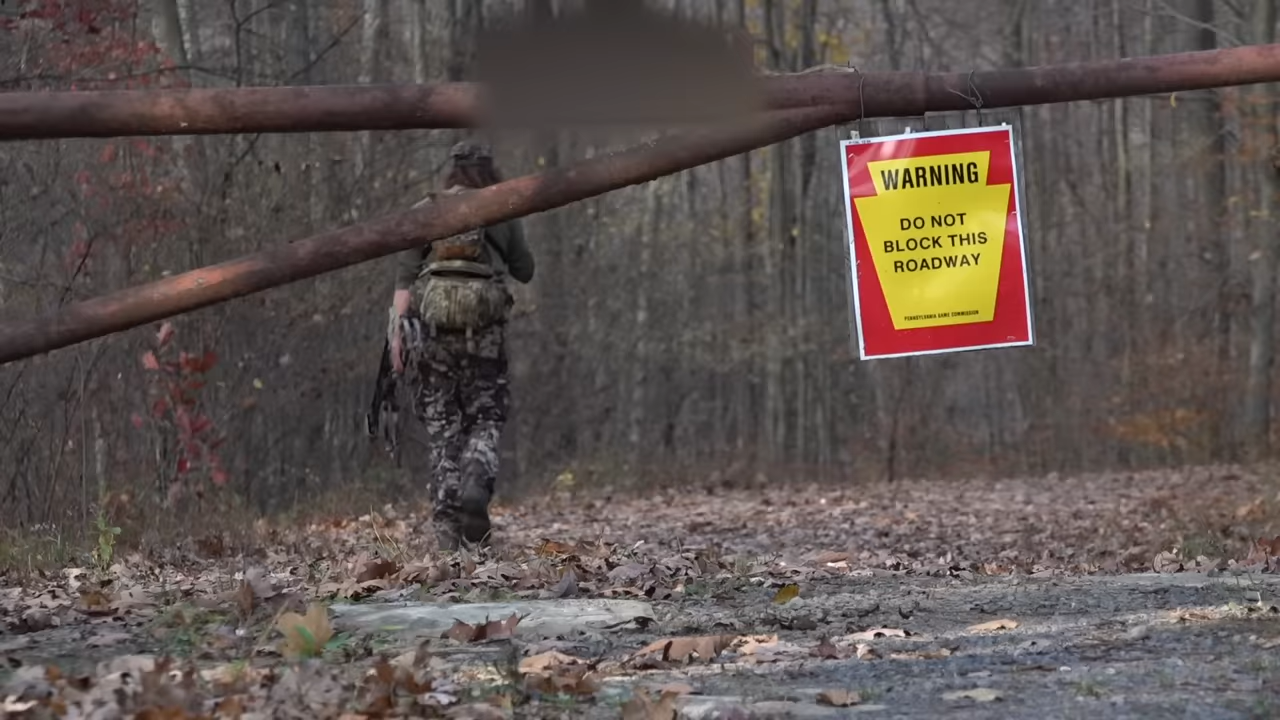 WARNING
DO NOT
BLOCK THIS
ROADWAY
PENNSYLVANIA GAME COMMISSION